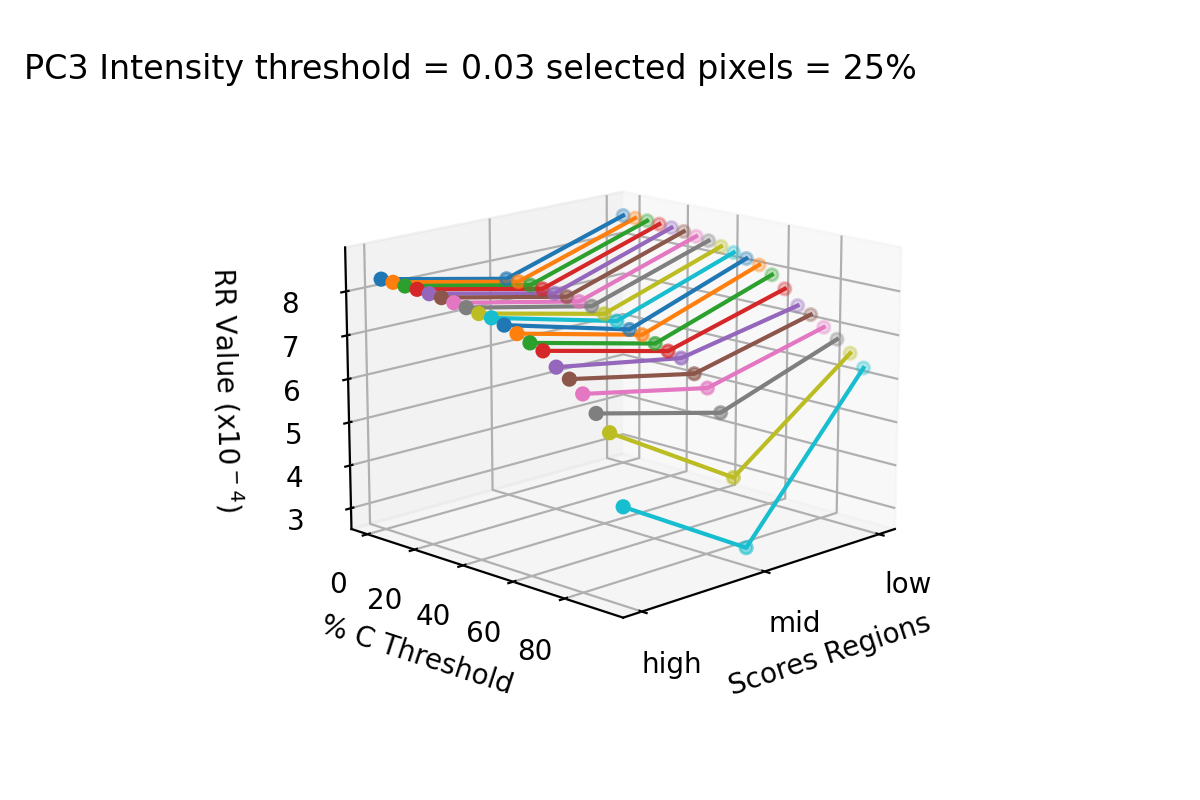 PC3 Intensity threshold = 0.03 selected pixels = 25%
RR Value (x10⁻⁴)
8
7
6
5
4
3
0
20
40
60
80
% C Threshold
high
mid
low
Scores Regions